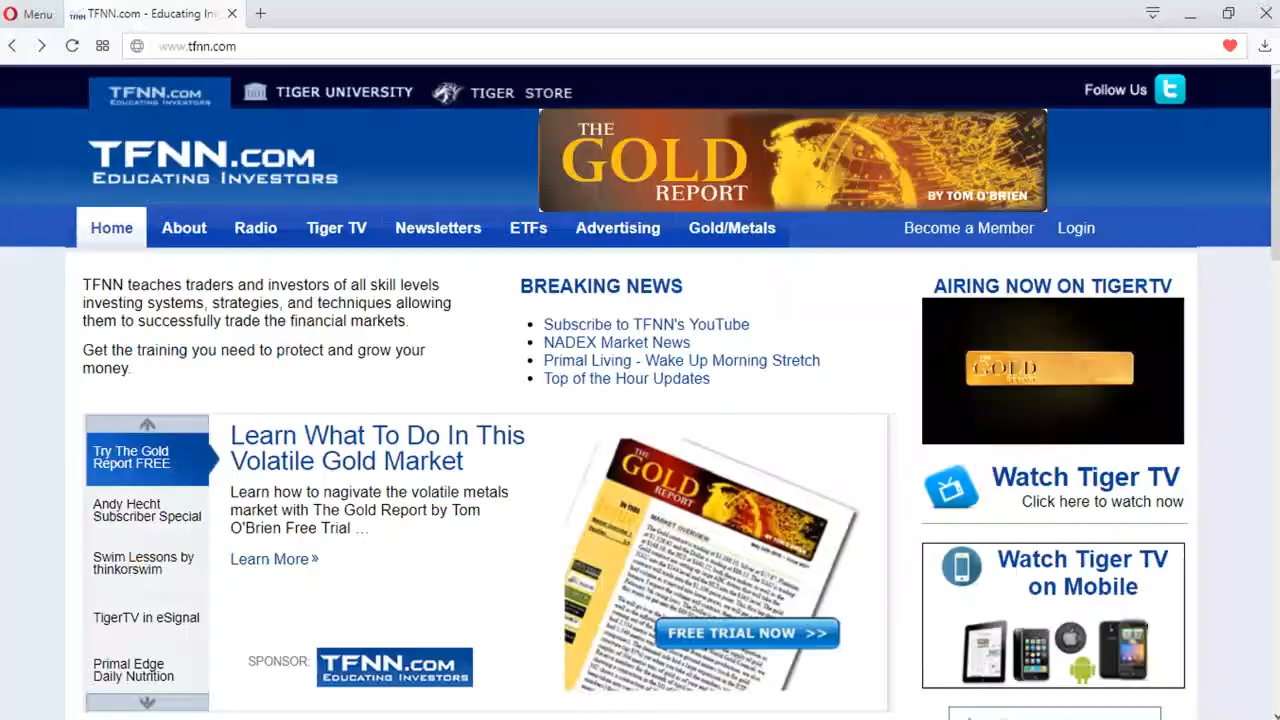 Menu
TFNN.com - Educating Inv
www.tfnn.com
TFNN.COM
EDUCATING INVESTORS
TIGER UNIVERSITY
TIGER STORE
Follow Us
TFNN.COM
EDUCATING INVESTORS
THE
GOLD
REPORT
BY TOM O'BRIEN
Home
About
Radio
Tiger TV
Newsletters
ETFs
Advertising
Gold/Metals
Become a Member
Login
TFNN teaches traders and investors of all skill levels
investing systems, strategies, and techniques allowing
them to successfully trade the financial markets.
Get the training you need to protect and grow your
money.
BREAKING NEWS
Subscribe to TFNN's YouTube
NADEX Market News
Primal Living - Wake Up Morning Stretch
Top of the Hour Updates
AIRING NOW ON TIGERTV
THE
GOLD
REPORT
Watch Tiger TV
Click here to watch now
Watch Tiger TV
on Mobile
Try The Gold
Report FREE
Andy Hecht
Subscriber Special
Swim Lessons by
thinkorswim
TigerTV in eSignal
Primal Edge
Daily Nutrition
Learn What To Do In This
Volatile Gold Market
Learn how to nagivate the volatile metals
market with The Gold Report by Tom
O'Brien Free Trial ...
Learn More »
SPONSOR:
TFNN.COM
EDUCATING INVESTORS
THE
GOLD
REPORT
MARKET OVERVIEW
FREE TRIAL NOW >>